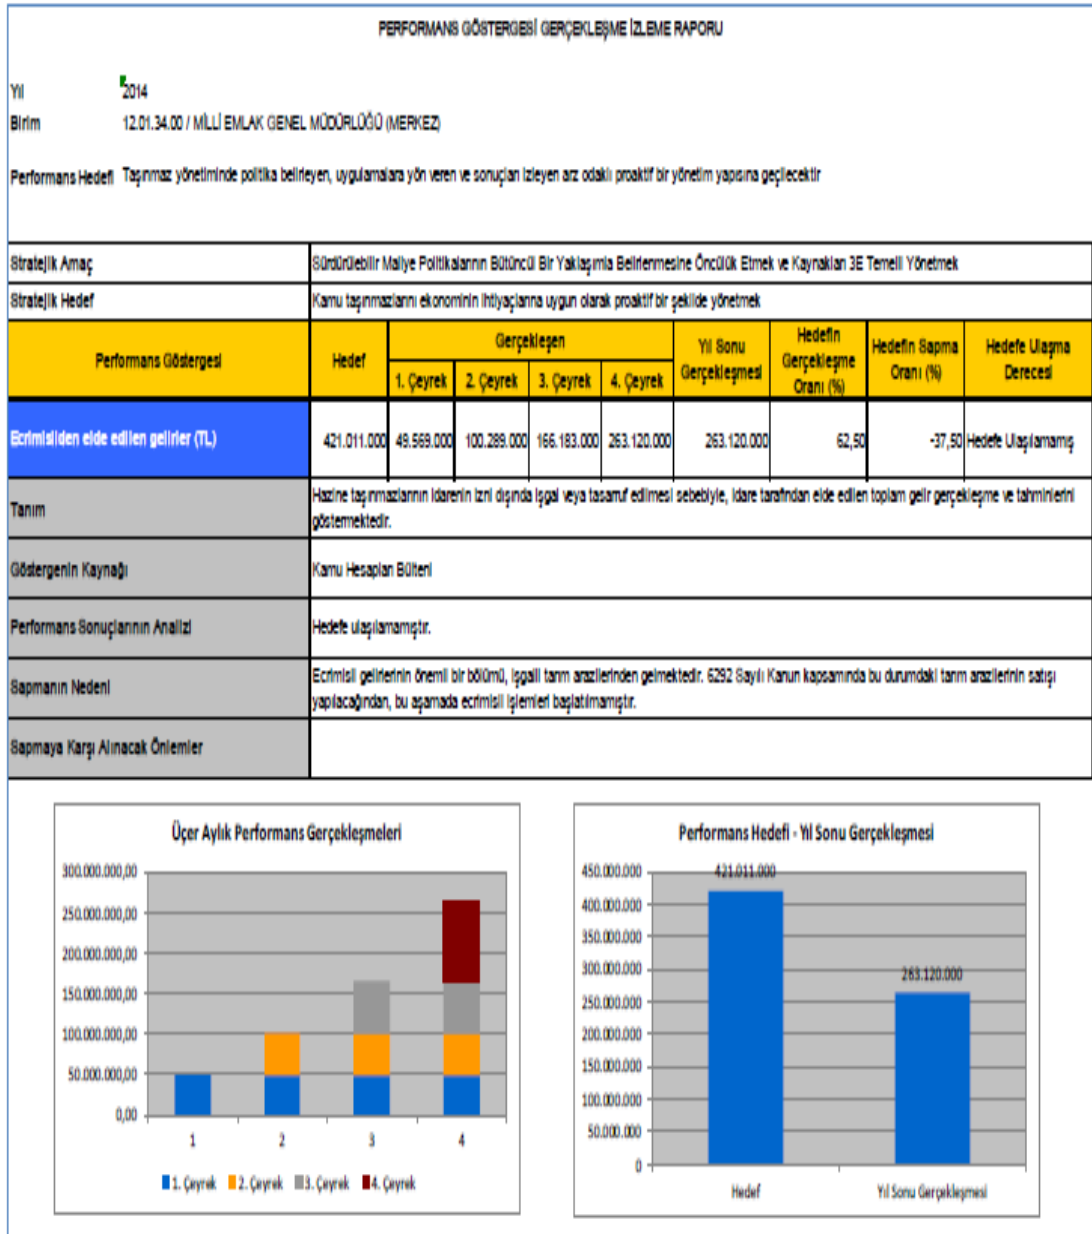 PERFORMANS GÖSTERGESİ GERÇEKLEŞME İZLEME RAPORU
Yıl 2014
Birim 12.01.34.00 / MİLLİ EMLAK GENEL MÜDÜRLÜĞÜ (MERKEZ)
Performans Hedefi Taşınmaz yönetiminde politika belirleyen, uygulamalara yön veren ve sonuçları izleyen arz odaklı proaktif bir yönetim yapısına geçilecektir
Stratejik Amaç Sürdürülebilir Maliye Politikalarının Bütüncül Bir Yaklaşımla Belirlenmesine Öncülük Etmek ve Kaynakları 3E Temelli Yönetmek
Stratejik Hedef Kamu taşınmazlarını ekonominin ihtiyaçlarına uygun olarak proaktif bir şekilde yönetmek
Performans Göstergesi Hedef Gerçekleşen Yıl Sonu Gerçekleşmesi Hedefin Gerçekleşme Oranı (%) Hedefin Sapma Oranı (%) Hedefe Ulaşma Derecesi
1. Çeyrek 2. Çeyrek 3. Çeyrek 4. Çeyrek
Ecrimisilden elde edilen gelirler (TL) 421.011.000 49.569.000 100.289.000 166.183.000 263.120.000 263.120.000 62,50 -37,50 Hedefe Ulaşılamamış
Tanım Hazine taşınmazlarının idarenin izni dışında işgal veya tasarruf edilmesi sebebiyle, idare tarafından elde edilen toplam gelir gerçekleşme ve tahminlerini
göstermektedir.
Göstergenin Kaynağı Kamu Hesapları Bülteni
Performans Sonuçlarının Analizi Hedefe ulaşılamamıştır.
Sapmanın Nedeni Ecrimisil gelirlerinin önemli bir bölümü, işgalli tarım arazilerinden gelmektedir. 6292 Sayılı Kanun kapsamında bu durumdaki tarım arazilerinin satışı
yapılacağından, bu aşamada ecrimisil işlemleri başlatılmamıştır.
Sapmaya Karşı Alınacak Önlemler
Üçer Aylık Performans Gerçekleşmeleri
300.000.000,00
250.000.000,00
200.000.000,00
150.000.000,00
100.000.000,00
50.000.000,00
0,00
1 2 3 4
1. Çeyrek 2. Çeyrek 3. Çeyrek 4. Çeyrek
Performans Hedefi - Yıl Sonu Gerçekleşmesi
450.000.000
400.000.000
350.000.000
300.000.000
250.000.000
200.000.000
150.000.000
100.000.000
50.000.000
0
421.011.000
263.120.000
Hedef Yıl Sonu Gerçekleşmesi